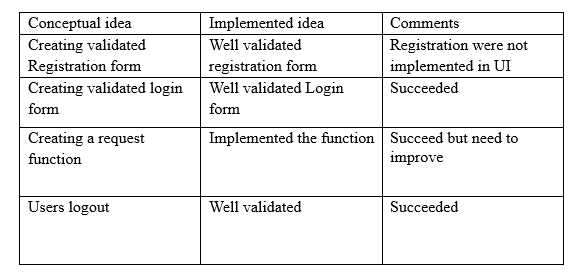 Conceptual idea
Implemented idea
Comments
Creating validated
Registration form
Well validated
registration form
Registration were not
implemented in UI
Creating validated login
form
Well validated Login
form
Succeeded
Creating a request
function
Implemented the function
Succeed but need to
improve
Users logout
Well validated
Succeeded